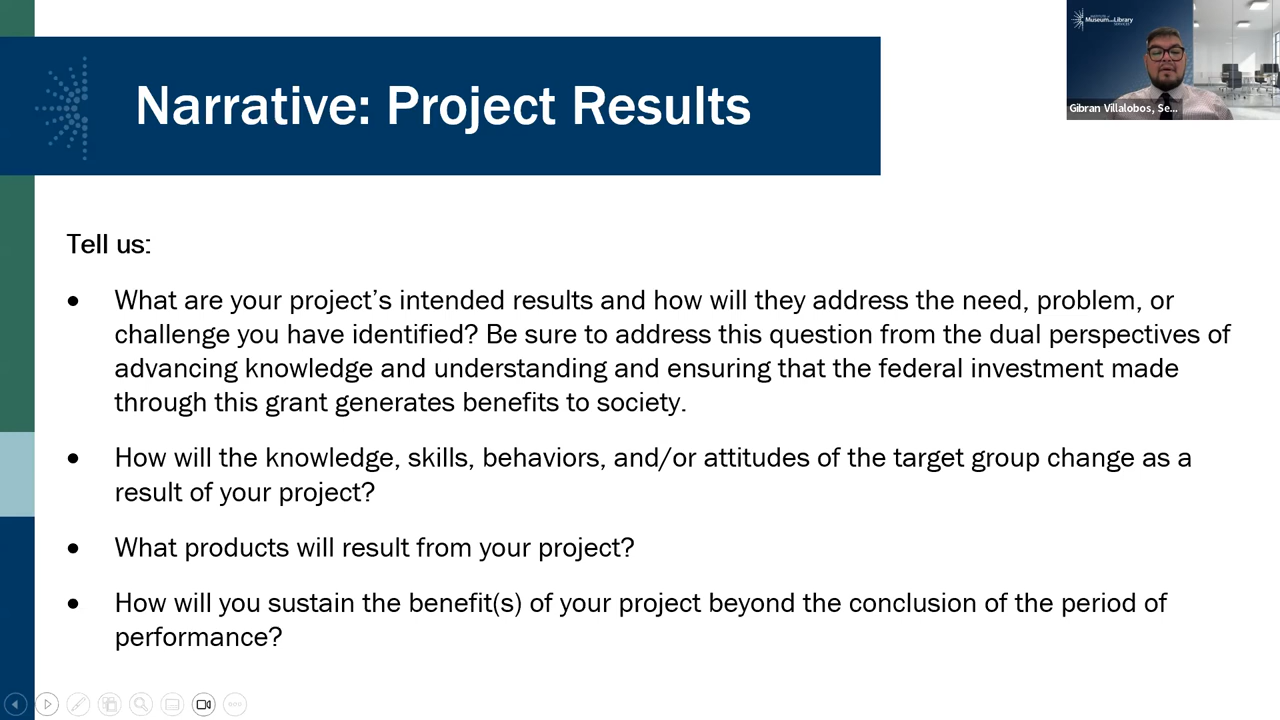 Narrative: Project Results
Museum and Library
SERVICES
Gibran Villalobos, Se...
Tell us:
• What are your project’s intended results and how will they address the need, problem, or
challenge you have identified? Be sure to address this question from the dual perspectives of
advancing knowledge and understanding and ensuring that the federal investment made
through this grant generates benefits to society.
• How will the knowledge, skills, behaviors, and/or attitudes of the target group change as a
result of your project?
• What products will result from your project?
• How will you sustain the benefit(s) of your project beyond the conclusion of the period of
performance?